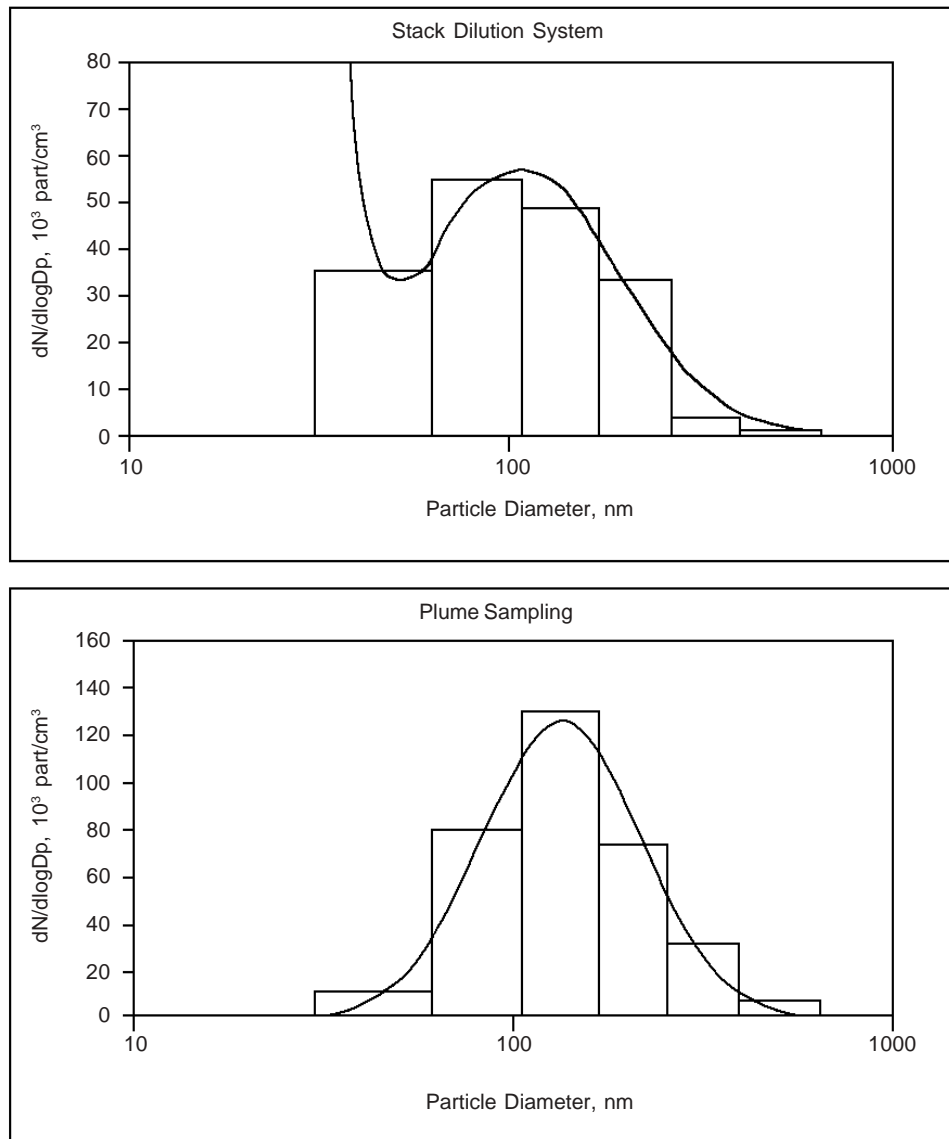 Stack Dilution System
80
70
60
50
40
30
20
10
0
dN/dlogDp, 10³ part/cm³
10 100 1000
Particle Diameter, nm
Plume Sampling
160
140
120
100
80
60
40
20
0
dN/dlogDp, 10³ part/cm³
10 100 1000
Particle Diameter, nm